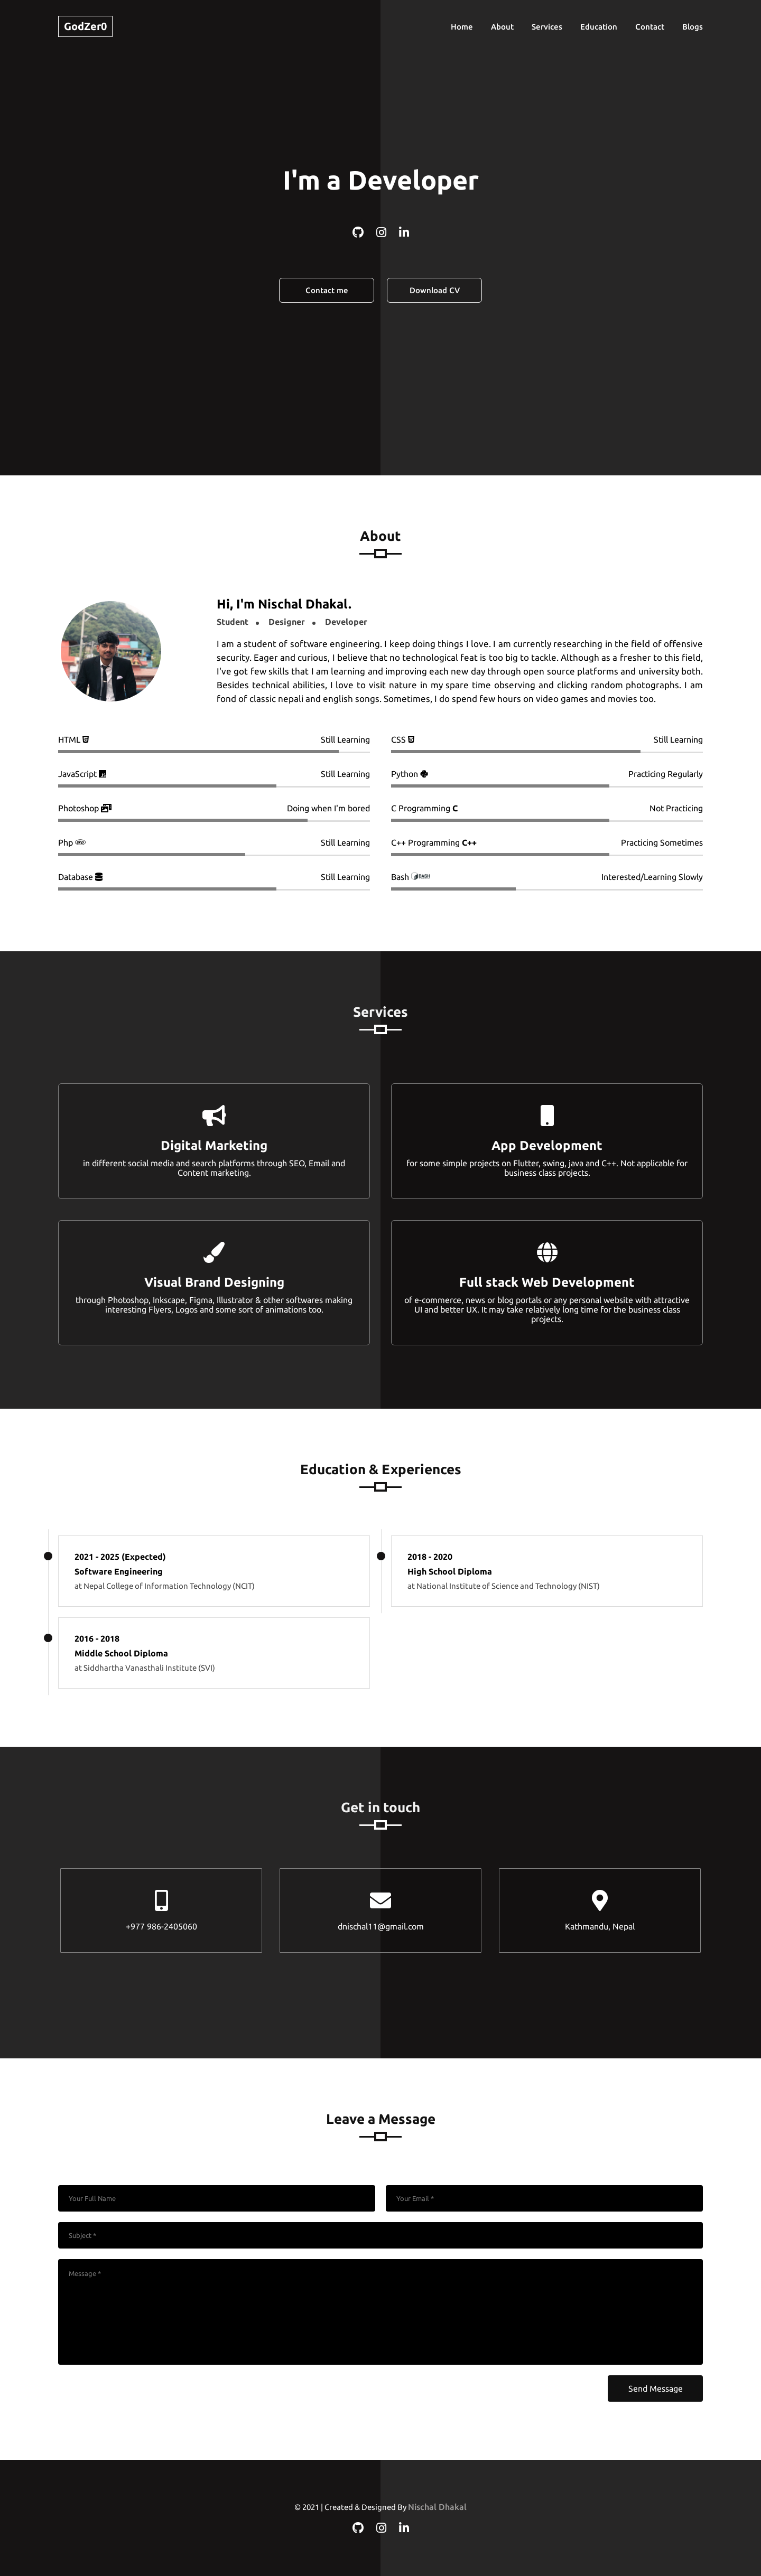 GodZer0
Home About Services Education Contact Blogs
I'm a Developer
Contact me
Download CV
About
Hi, I'm Nischal Dhakal.
Student • Designer • Developer
I am a student of software engineering. I keep doing things I love. I am currently researching in the field of offensive
security. Eager and curious, I believe that no technological feat is too big to tackle. Although as a fresher to this field,
I've got few skills that I am learning and improving each new day through open source platforms and university both.
Besides technical abilities, I love to visit nature in my spare time observing and clicking random photographs. I am
fond of classic nepali and english songs. Sometimes, I do spend few hours on video games and movies too.
HTML Still Learning
CSS Still Learning
JavaScript Still Learning
Python Practicing Regularly
Photoshop Doing when I'm bored
C Programming C Not Practicing
Php Still Learning
C++ Programming C++ Practicing Sometimes
Database Still Learning
Bash BASH Interested/Learning Slowly
Services
Digital Marketing
in different social media and search platforms through SEO, Email and
Content marketing.
App Development
for some simple projects on Flutter, swing, java and C++. Not applicable for
business class projects.
Visual Brand Designing
through Photoshop, Inkscape, Figma, Illustrator & other softwares making
interesting Flyers, Logos and some sort of animations too.
Full stack Web Development
of e-commerce, news or blog portals or any personal website with attractive
UI and better UX. It may take relatively long time for the business class
projects.
Education & Experiences
2021 - 2025 (Expected)
Software Engineering
at Nepal College of Information Technology (NCIT)
2018 - 2020
High School Diploma
at National Institute of Science and Technology (NIST)
2016 - 2018
Middle School Diploma
at Siddhartha Vanasthali Institute (SVI)
Get in touch
+977 986-2405060
dnischal11@gmail.com
Kathmandu, Nepal
Leave a Message
Your Full Name
Your Email *
Subject *
Message *
Send Message
© 2021 | Created & Designed By Nischal Dhakal